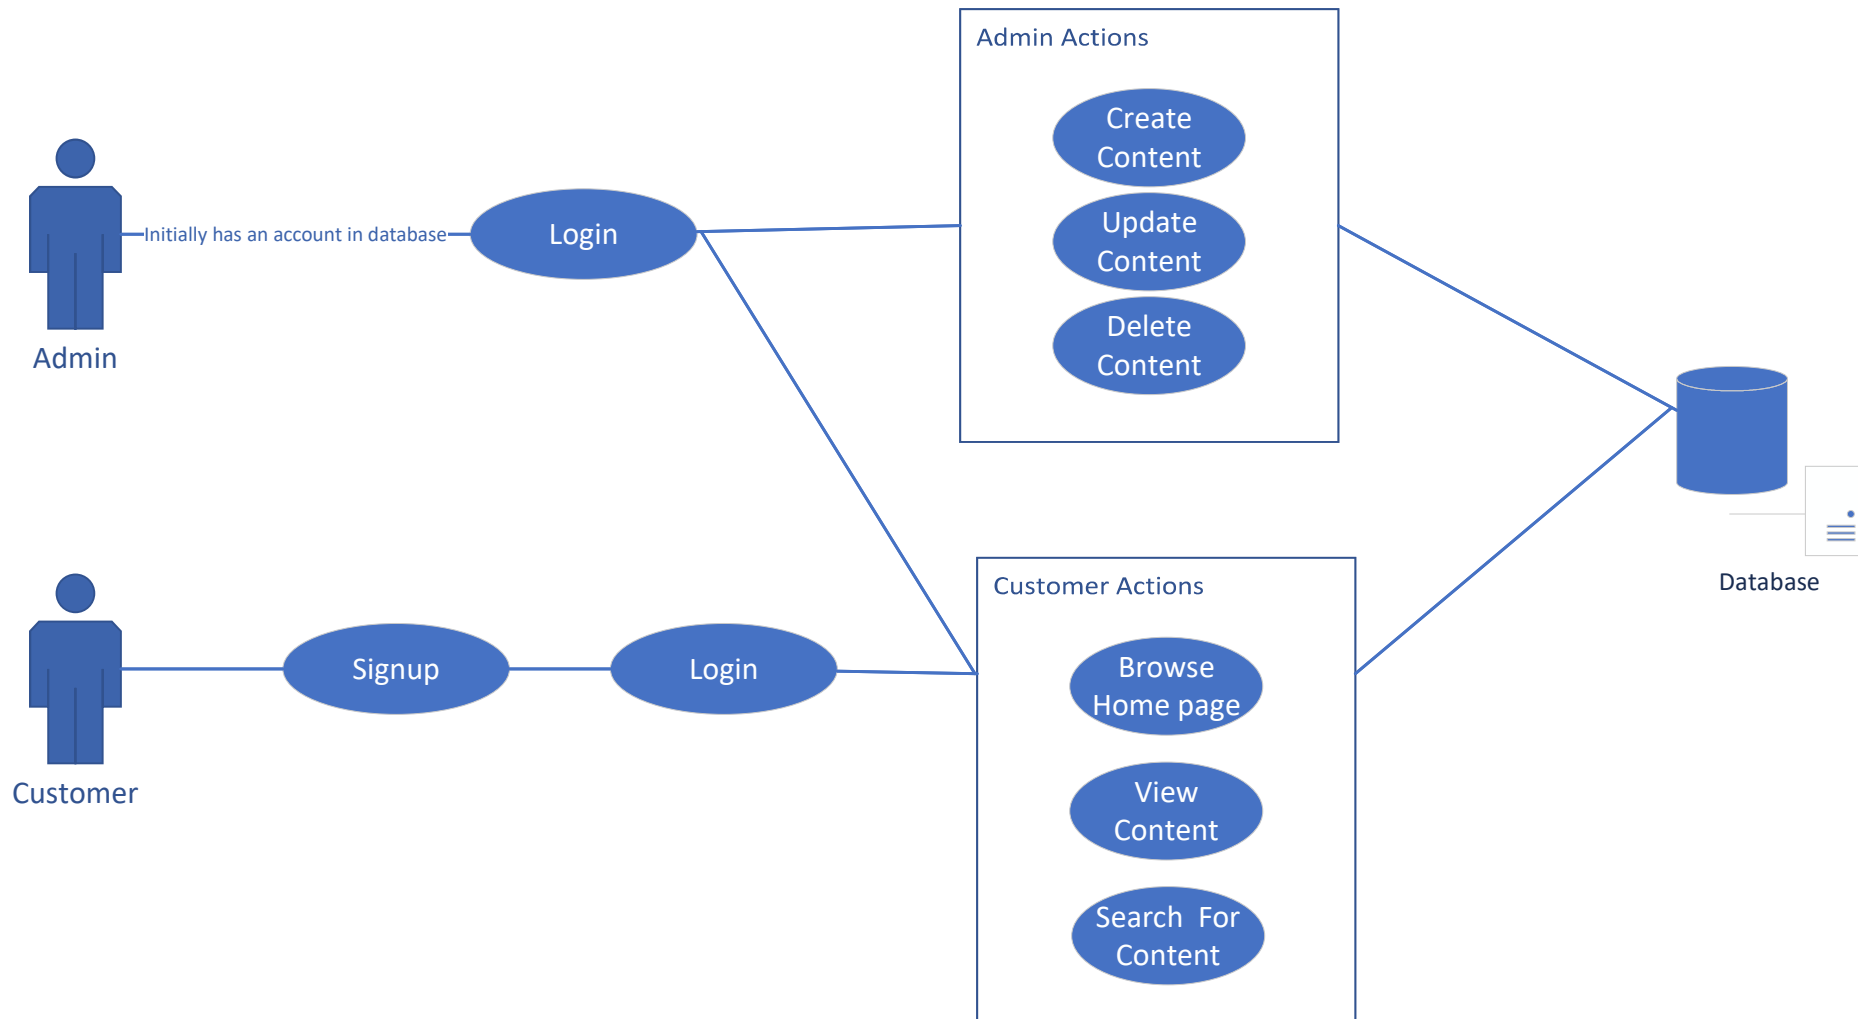 Admin Actions
Create
Content
Update
Content
Delete
Content
Initially has an account in database
Login
Admin
Customer Actions
Browse
Home page
View
Content
Search  For
Content
Signup
Login
Customer
Database